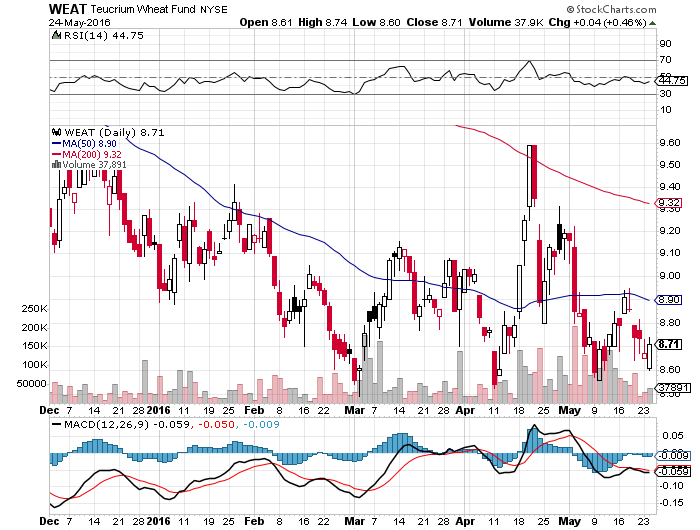 WEAT Teucrium Wheat Fund NYSE © StockCharts.com
24-May-2016 Open 8.61 High 8.74 Low 8.60 Close 8.71 Volume 37.9K Chg +0.04 (+0.46%)
RSI(14) 44.75
90
70
50
44.75
30
10
WEAT (Daily) 8.71
MA(50) 8.90
MA(200) 9.32
Volume 37,891
9.60
9.50
9.40
9.32
9.30
9.20
9.10
9.00
8.90
8.80
8.71
8.60
8.50
250K
200K
150K
100K
50000
37891
Dec 7 14 21 28 2016 11 19 25 Feb 8 16 22 Mar 7 14 21 28 Apr 11 18 25 May 9 16 23
MACD(12,26,9) -0.059, -0.050, -0.009
0.05
0.00
-0.009
-0.059
-0.10
-0.15
Dec 7 14 21 28 2016 11 19 25 Feb 8 16 22 Mar 7 14 21 28 Apr 11 18 25 May 9 16 23